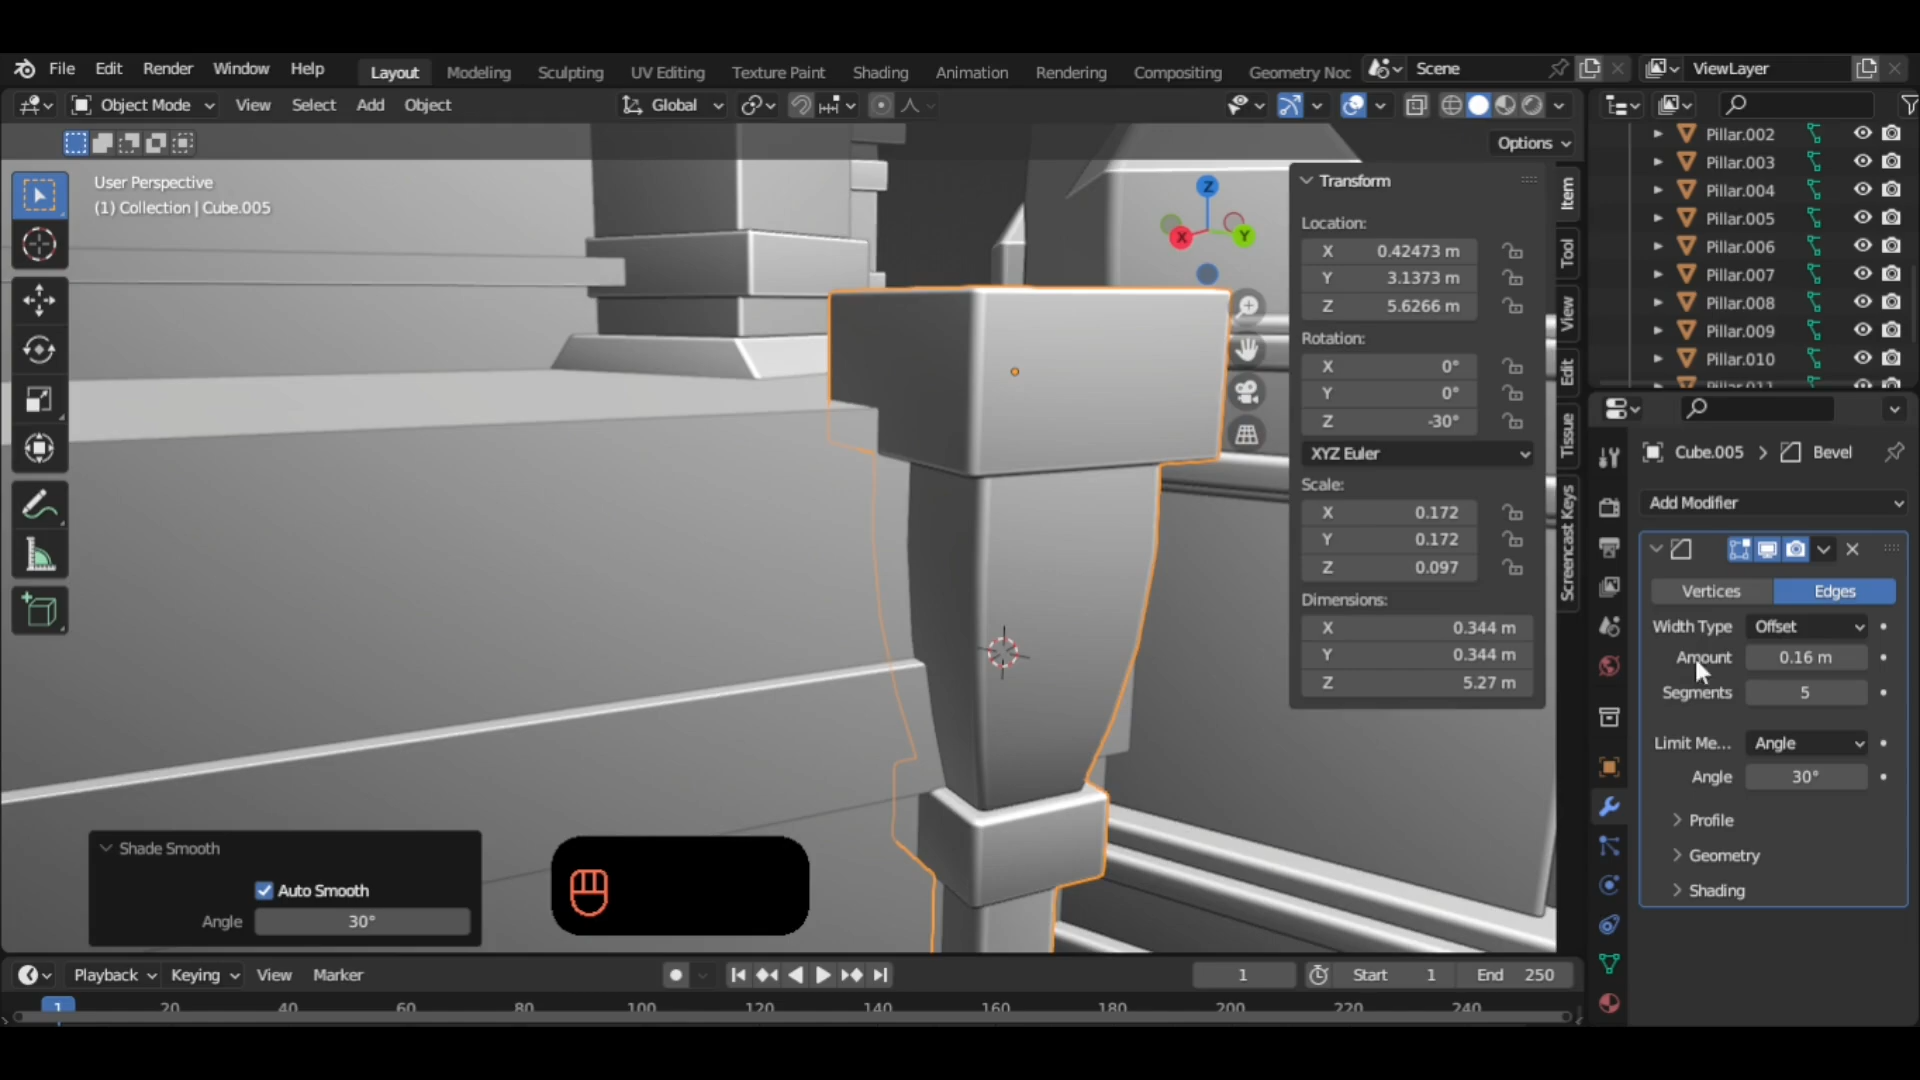 File Edit Render Window Help Layout Modeling Sculpting UV Editing Texture Paint Shading Animation Rendering Compositing Geometry Noc Scene ViewLayer
Object Mode View Select Add Object Global
Options
User Perspective
(1) Collection | Cube.005
Z
X
Y
Transform
Location:
X 0.42473 m
Y 3.1373 m
Z 5.6266 m
Rotation:
X 0°
Y 0°
Z -30°
XYZ Euler
Scale:
X 0.172
Y 0.172
Z 0.097
Dimensions:
X 0.344 m
Y 0.344 m
Z 5.27 m
Item
Tool
View
Edit
Tissue
Screencast Keys
Pillar.002
Pillar.003
Pillar.004
Pillar.005
Pillar.006
Pillar.007
Pillar.008
Pillar.009
Pillar.010
Pillar.011
Cube.005 > Bevel
Add Modifier
Vertices Edges
Width Type Offset
Amount 0.16 m
Segments 5
Limit Me... Angle
Angle 30°
Profile
Geometry
Shading
Shade Smooth
Auto Smooth
Angle 30°
Playback Keying View Marker 1 Start 1 End 250
1 20 40 60 80 100 120 140 160 180 200 220 240